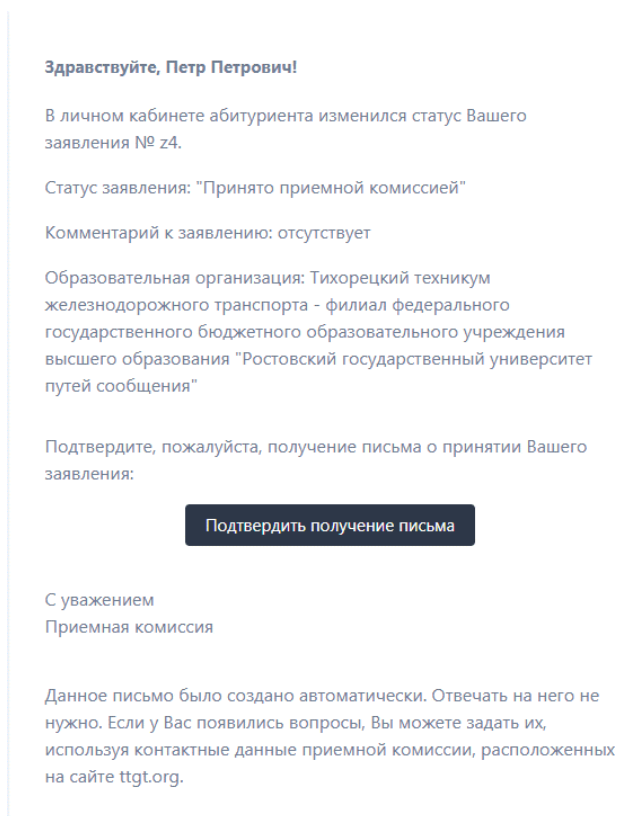 Здравствуйте, Петр Петрович!
В личном кабинете абитуриента изменился статус Вашего
заявления № z4.
Статус заявления: "Принято приемной комиссией"
Комментарий к заявлению: отсутствует
Образовательная организация: Тихорецкий техникум
железнодорожного транспорта - филиал федерального
государственного бюджетного образовательного учреждения
высшего образования "Ростовский государственный университет
путей сообщения"
Подтвердите, пожалуйста, получение письма о принятии Вашего
заявления:
Подтвердить получение письма
С уважением
Приемная комиссия
Данное письмо было создано автоматически. Отвечать на него не
нужно. Если у Вас появились вопросы, Вы можете задать их,
используя контактные данные приемной комиссии, расположенных
на сайте ttgt.org.